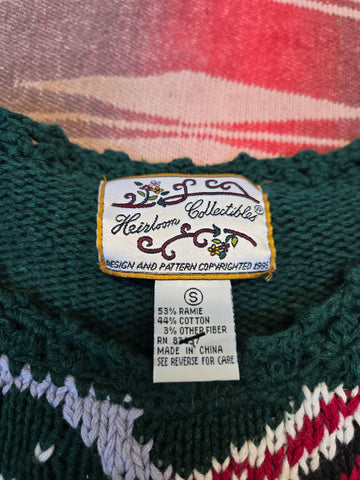 Heirloom Collectibles®
DESIGN AND PATTERN COPYRIGHTED 1995
S
53% RAMIE
44% COTTON
3% OTHER FIBER
RN
MADE IN CHINA
SEE REVERSE FOR CARE